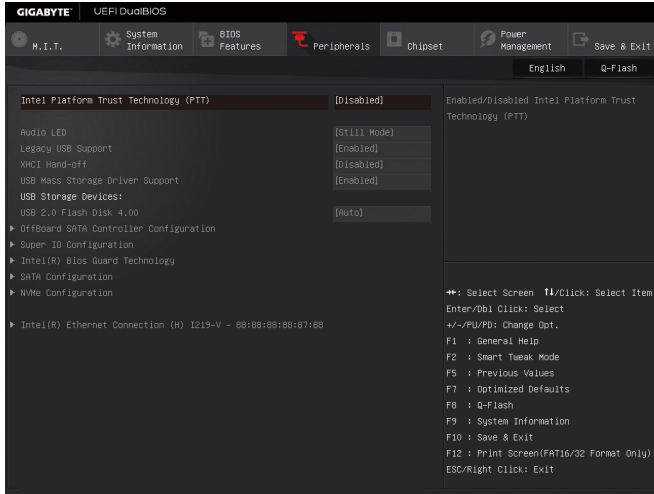 GIGABYTE™ UEFI DualBIOS
M.I.T.
System Information
BIOS Features
Peripherals
Chipset
Power Management
Save & Exit
English
Q-Flash
Intel Platform Trust Technology (PTT) [Disabled]
Audio LED [Still Mode]
Legacy USB Support [Enabled]
XHCI Hand-off [Disabled]
USB Mass Storage Driver Support [Enabled]
USB Storage Devices:
USB 2.0 Flash Disk 4.00 [Auto]
OffBoard SATA Controller Configuration
Super IO Configuration
Intel(R) Bios Guard Technology
SATA Configuration
NVMe Configuration
Intel(R) Ethernet Connection (H) I219-V - 88:88:88:88:87:88
Enabled/Disabled Intel Platform Trust
Technology (PTT)
→←: Select Screen ↑↓/Click: Select Item
Enter/Dbl Click: Select
+/-/PU/PD: Change Opt.
F1 : General Help
F2 : Smart Tweak Mode
F5 : Previous Values
F7 : Optimized Defaults
F8 : Q-Flash
F9 : System Information
F10 : Save & Exit
F12 : Print Screen(FAT16/32 Format Only)
ESC/Right Click: Exit